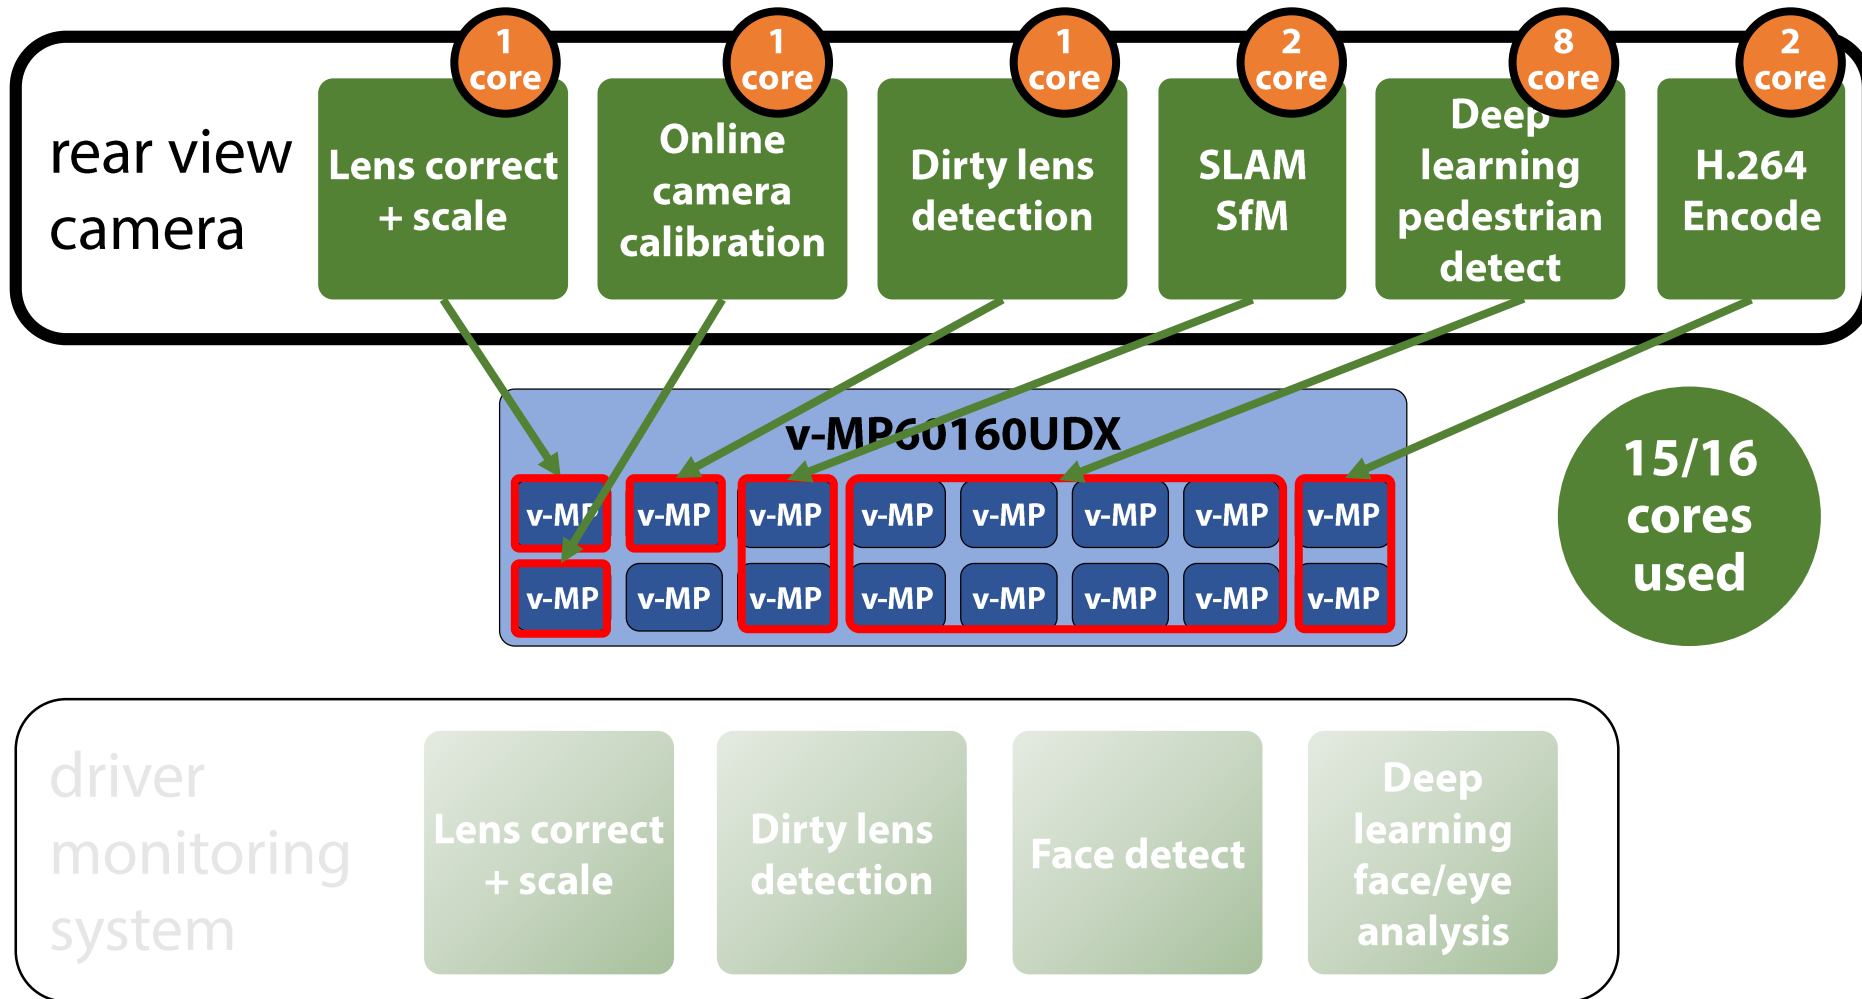 1
core
1
core
1
core
2
core
8
core
2
core
rear view
camera
Lens correct
+ scale
Online
camera
calibration
Dirty lens
detection
SLAM
SfM
Deep
learning
pedestrian
detect
H.264
Encode
v-MP60160UDX
v-MP v-MP v-MP v-MP v-MP v-MP v-MP v-MP
v-MP v-MP v-MP v-MP v-MP v-MP v-MP v-MP
15/16
cores
used
driver
monitoring
system
Lens correct
+ scale
Dirty lens
detection
Face detect
Deep
learning
face/eye
analysis